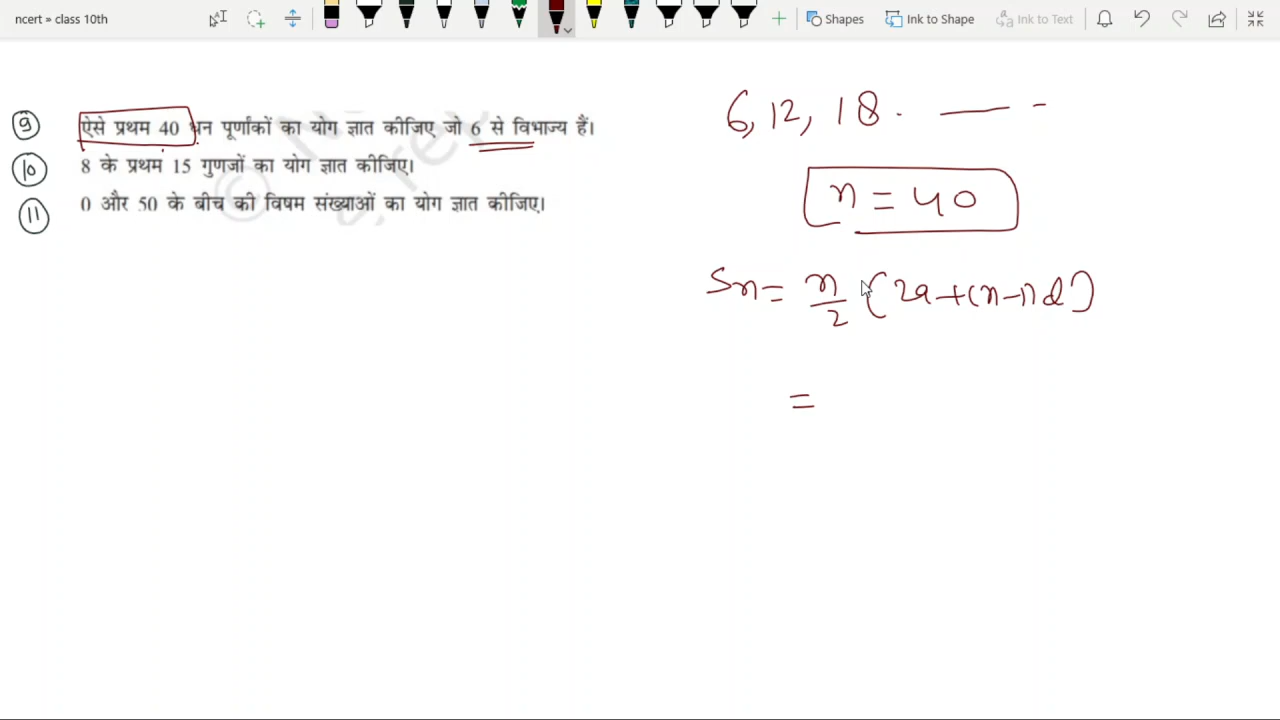 ncert » class 10th
Shapes
Ink to Shape
Ink to Text
9 ऐसे प्रथम 40 धन पूर्णांकों का योग ज्ञात कीजिए जो 6 से विभाज्य हैं।
10 8 के प्रथम 15 गुणजों का योग ज्ञात कीजिए।
11 0 और 50 के बीच की विषम संख्याओं का योग ज्ञात कीजिए।
6, 12, 18. — -
n = 40
Sn = n/2 (2a+(n-1)d)
=